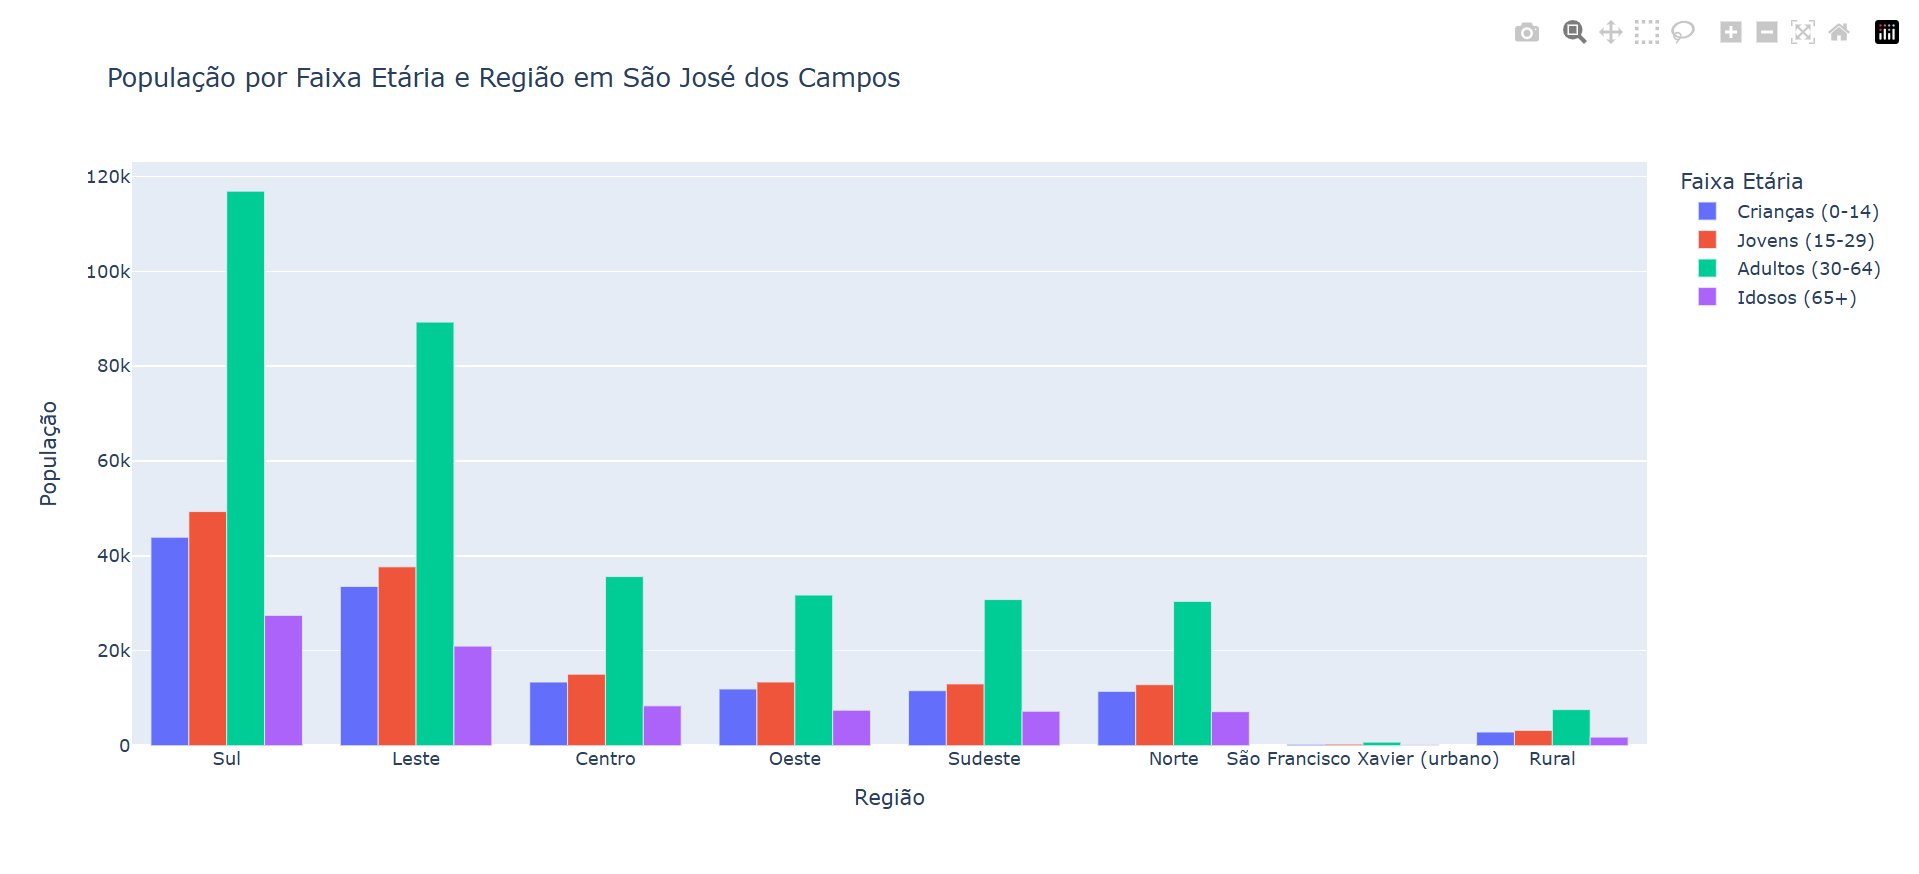 População por Faixa Etária e Região em São José dos Campos
120k
100k
80k
60k
40k
20k
0
População
Sul
Leste
Centro
Oeste
Sudeste
Norte
São Francisco Xavier (urbano)
Rural
Região
Faixa Etária
Crianças (0-14)
Jovens (15-29)
Adultos (30-64)
Idosos (65+)